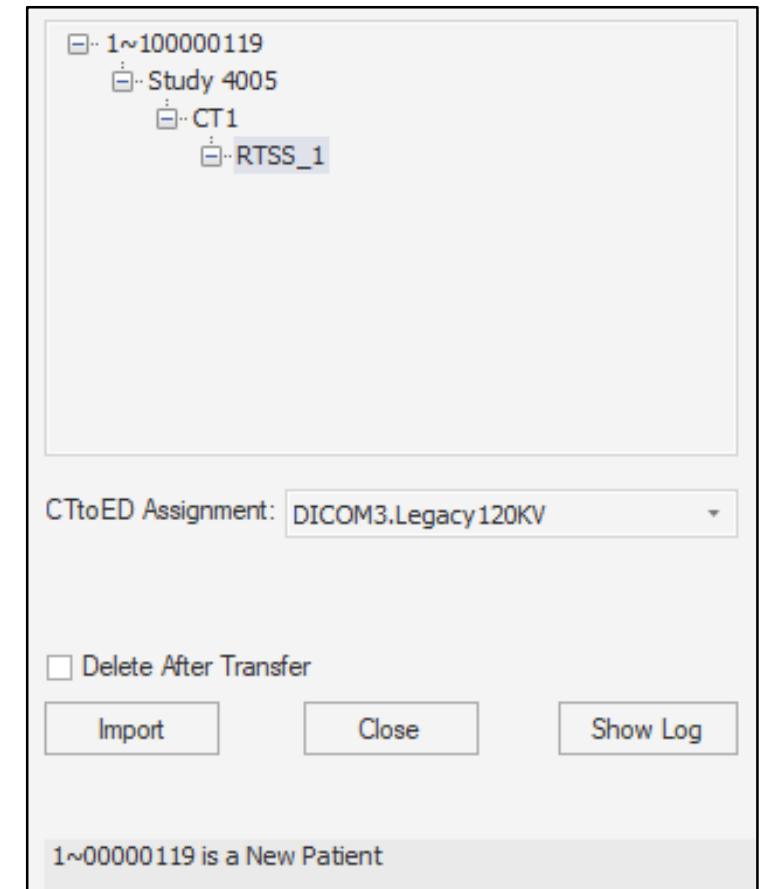 1~100000119
Study 4005
CT1
RTSS_1
CTtoED Assignment: DICOM3.Legacy120KV
Delete After Transfer
Import Close Show Log
1~00000119 is a New Patient